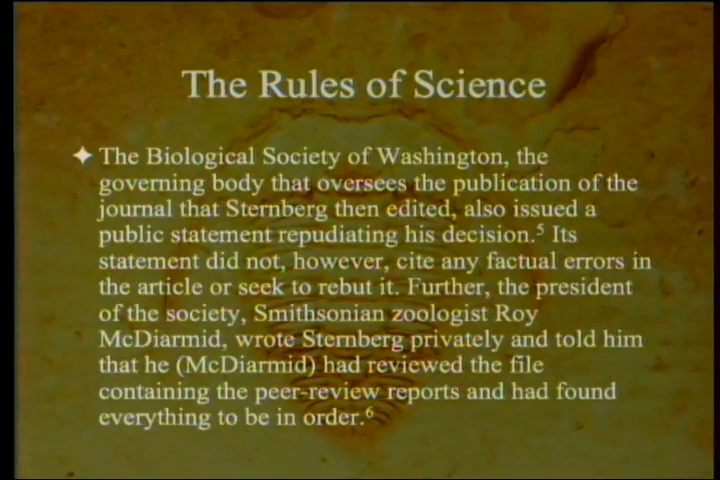 The Rules of Science
✦ The Biological Society of Washington, the
governing body that oversees the publication of the
journal that Sternberg then edited, also issued a
public statement repudiating his decision.⁵ Its
statement did not, however, cite any factual errors in
the article or seek to rebut it. Further, the president
of the society, Smithsonian zoologist Roy
McDiarmid, wrote Sternberg privately and told him
that he (McDiarmid) had reviewed the file
containing the peer-review reports and had found
everything to be in order.⁶